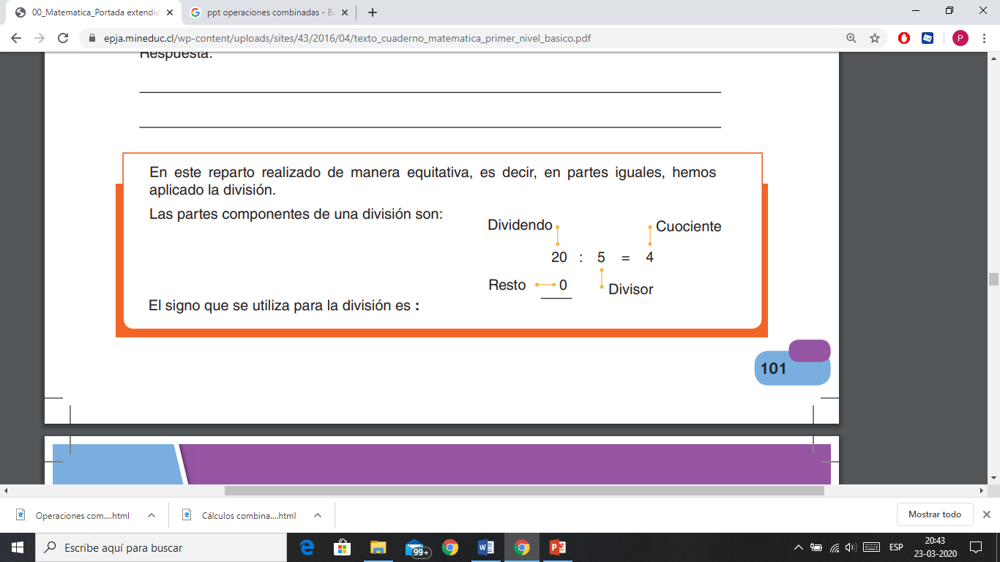 00_Matematica_Portada extendid
ppt operaciones combinadas - Bu
epja.mineduc.cl/wp-content/uploads/sites/43/2016/04/texto_cuaderno_matematica_primer_nivel_basico.pdf
P
Respuesta:
En este reparto realizado de manera equitativa, es decir, en partes iguales, hemos
aplicado la división.
Las partes componentes de una división son:
Dividendo
Cuociente
20 : 5 = 4
Resto
0
Divisor
El signo que se utiliza para la división es :
101
Operaciones com....html
Cálculos combina....html
Mostrar todo
Escribe aquí para buscar
99+
ESP
20:43
23-03-2020